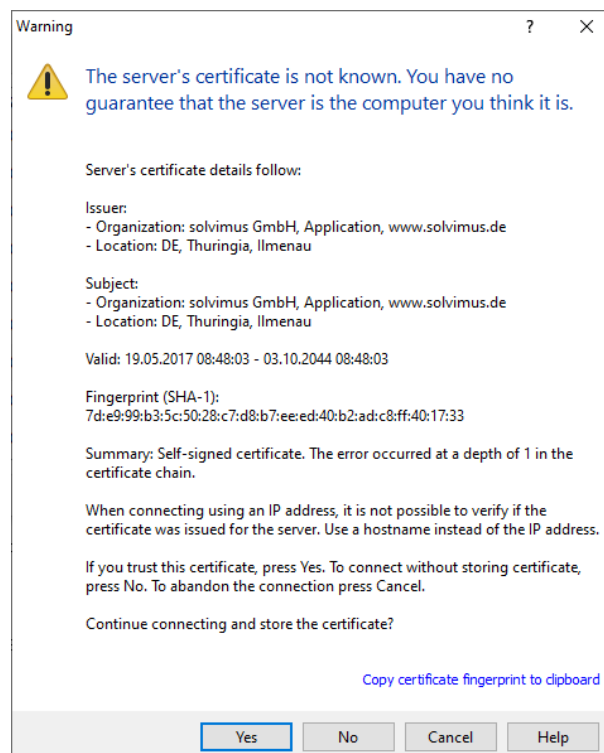 Warning
?
The server's certificate is not known. You have no
guarantee that the server is the computer you think it is.
Server's certificate details follow:
Issuer:
- Organization: solvimus GmbH, Application, www.solvimus.de
- Location: DE, Thuringia, Ilmenau
Subject:
- Organization: solvimus GmbH, Application, www.solvimus.de
- Location: DE, Thuringia, Ilmenau
Valid: 19.05.2017 08:48:03 - 03.10.2044 08:48:03
Fingerprint (SHA-1):
7d:e9:99:b3:5c:50:28:c7:d8:b7:ee:ed:40:b2:ad:c8:ff:40:17:33
Summary: Self-signed certificate. The error occurred at a depth of 1 in the
certificate chain.
When connecting using an IP address, it is not possible to verify if the
certificate was issued for the server. Use a hostname instead of the IP address.
If you trust this certificate, press Yes. To connect without storing certificate,
press No. To abandon the connection press Cancel.
Continue connecting and store the certificate?
Copy certificate fingerprint to clipboard
Yes
No
Cancel
Help